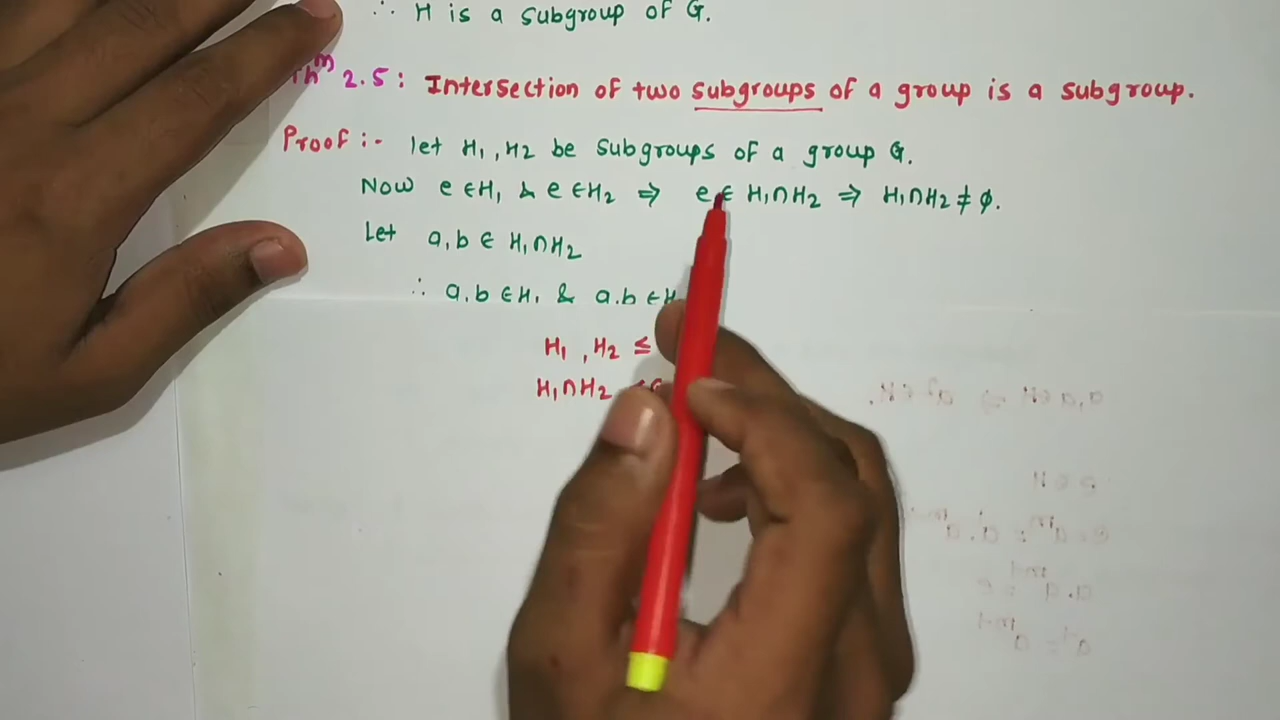 ∴ H is a subgroup of G.
Thm 2.5: Intersection of two subgroups of a group is a subgroup.
Proof :- let H₁, H₂ be subgroups of a group G.
Now e ∈ H₁ & e ∈ H₂ ⇒ e ∈ H₁∩H₂ ⇒ H₁∩H₂ ≠ φ.
Let a,b ∈ H₁∩H₂
∴ a.b ∈ H₁ & a.b ∈ H
H₁ , H₂ ≤
H₁∩H₂ ≤